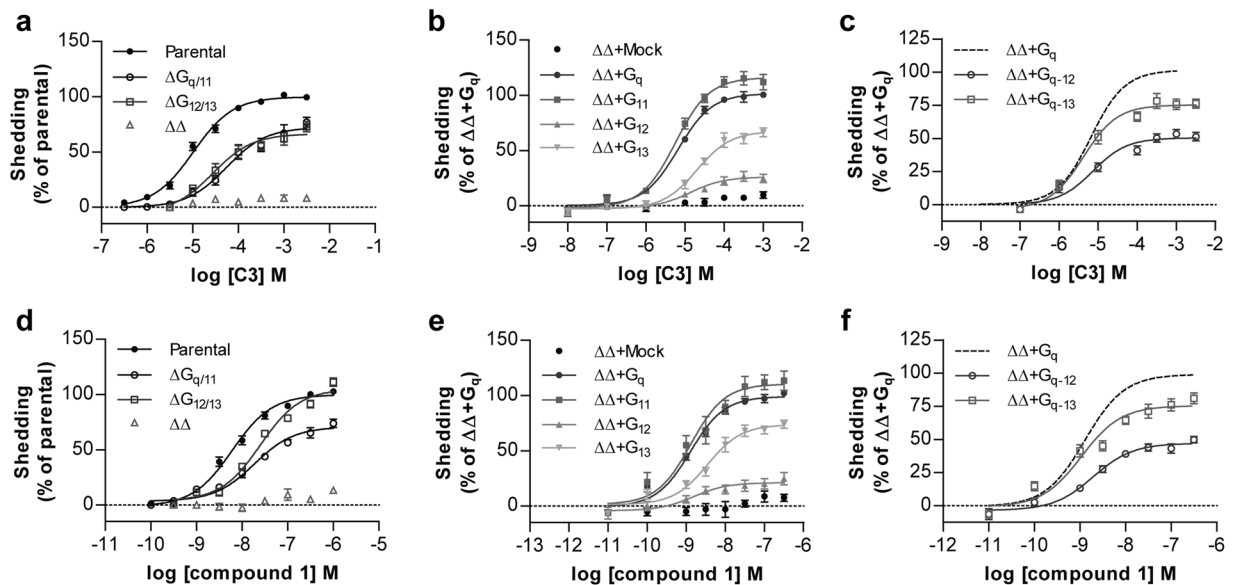 a
Shedding
(% of parental)
150
100
50
0
Parental
ΔGq/11
ΔG12/13
ΔΔ
-7 -6 -5 -4 -3 -2 -1
log [C3] M
b
Shedding
(% of ΔΔ+Gq)
150
100
50
0
ΔΔ+Mock
ΔΔ+Gq
ΔΔ+G11
ΔΔ+G12
ΔΔ+G13
-9 -8 -7 -6 -5 -4 -3 -2
log [C3] M
c
Shedding
(% of ΔΔ+Gq)
125
100
75
50
25
0
ΔΔ+Gq
ΔΔ+Gq-12
ΔΔ+Gq-13
-9 -8 -7 -6 -5 -4 -3 -2
log [C3] M
d
Shedding
(% of parental)
150
100
50
0
Parental
ΔGq/11
ΔG12/13
ΔΔ
-11 -10 -9 -8 -7 -6 -5
log [compound 1] M
e
Shedding
(% of ΔΔ+Gq)
150
100
50
0
ΔΔ+Mock
ΔΔ+Gq
ΔΔ+G11
ΔΔ+G12
ΔΔ+G13
-13 -12 -11 -10 -9 -8 -7 -6
log [compound 1] M
f
Shedding
(% of ΔΔ+Gq)
125
100
75
50
25
0
ΔΔ+Gq
ΔΔ+Gq-12
ΔΔ+Gq-13
-12 -11 -10 -9 -8 -7 -6
log [compound 1] M